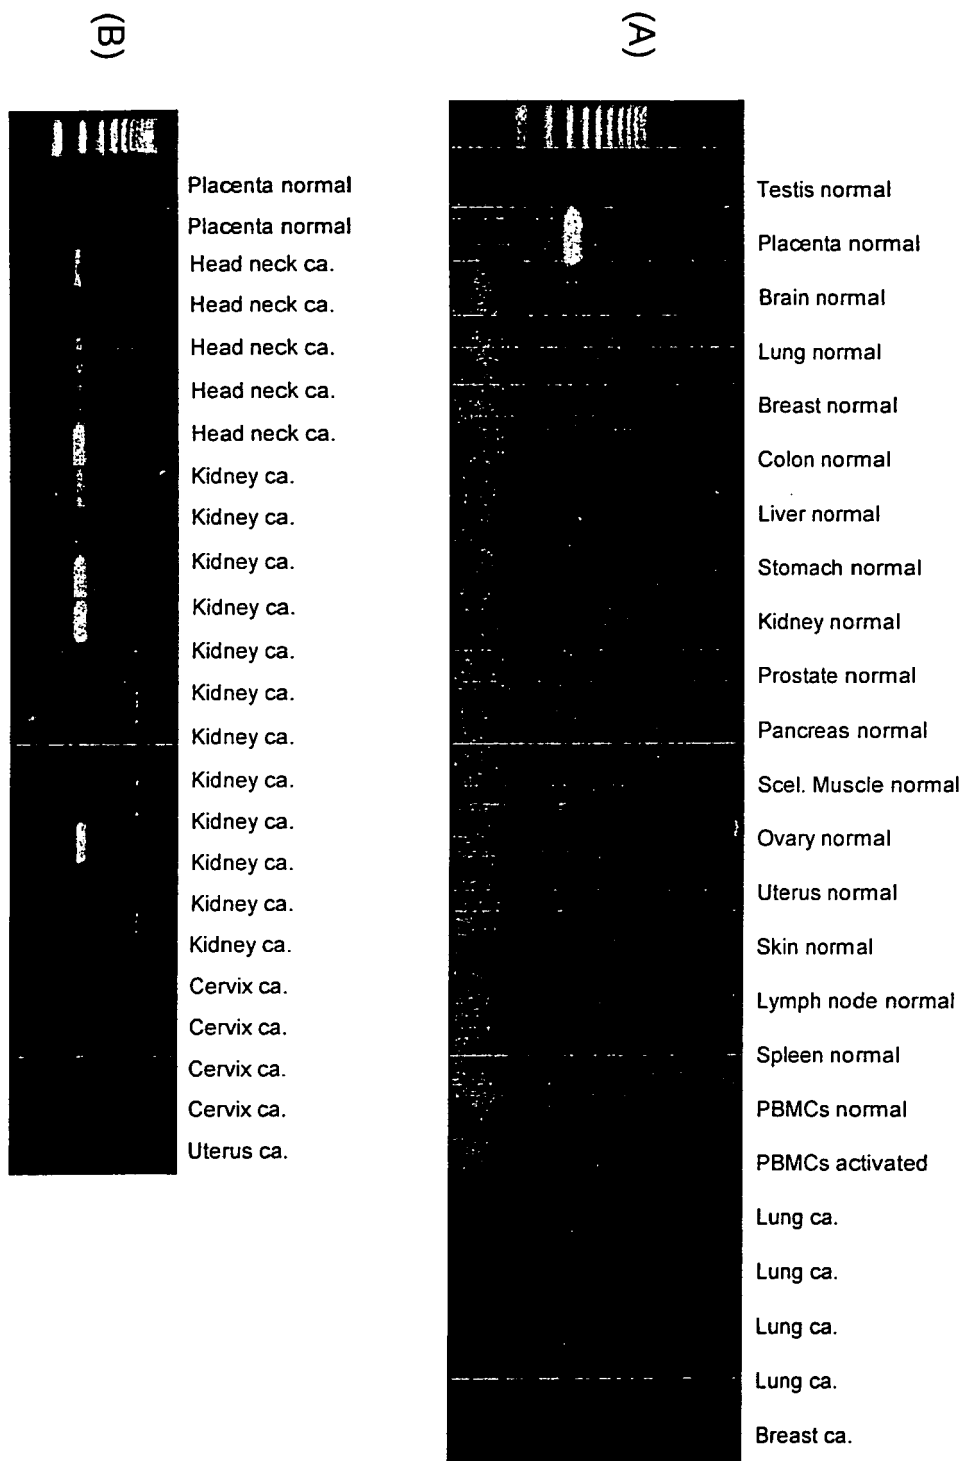 (B)
Placenta normal
Placenta normal
Head neck ca.
Head neck ca.
Head neck ca.
Head neck ca.
Head neck ca.
Kidney ca.
Kidney ca.
Kidney ca.
Kidney ca.
Kidney ca.
Kidney ca.
Kidney ca.
Kidney ca.
Kidney ca.
Kidney ca.
Kidney ca.
Kidney ca.
Cervix ca.
Cervix ca.
Cervix ca.
Cervix ca.
Uterus ca.
(A)
Testis normal
Placenta normal
Brain normal
Lung normal
Breast normal
Colon normal
Liver normal
Stomach normal
Kidney normal
Prostate normal
Pancreas normal
Scel. Muscle normal
Ovary normal
Uterus normal
Skin normal
Lymph node normal
Spleen normal
PBMCs normal
PBMCs activated
Lung ca.
Lung ca.
Lung ca.
Lung ca.
Breast ca.